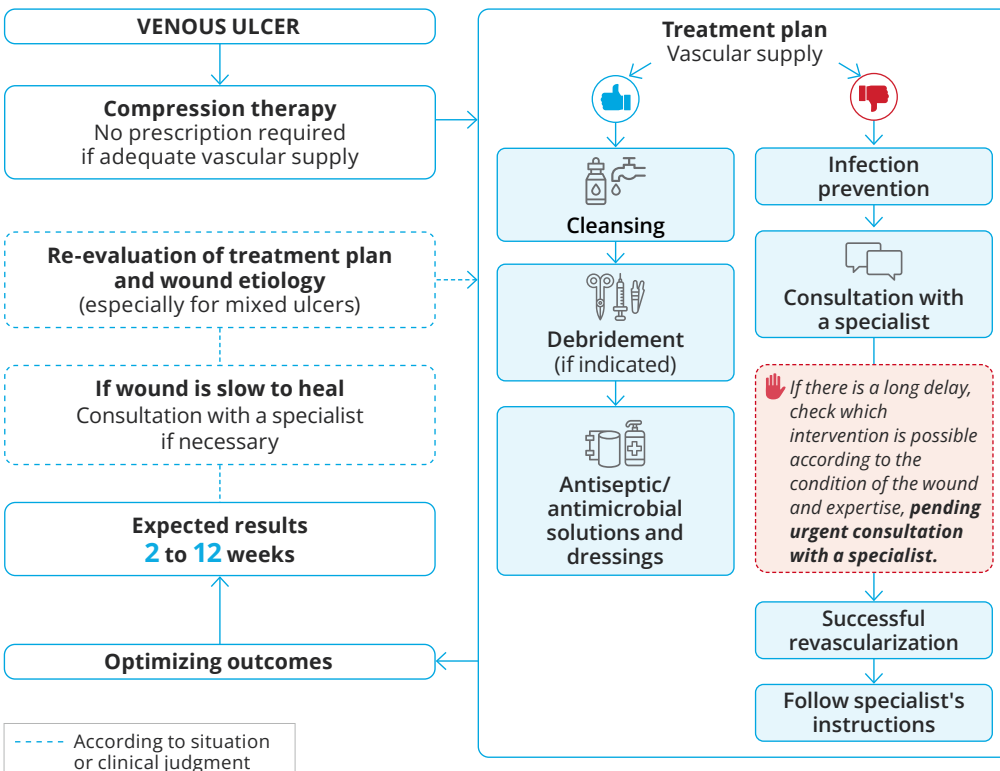 VENOUS ULCER
Compression therapy
No prescription required
if adequate vascular supply
Re-evaluation of treatment plan
and wound etiology
(especially for mixed ulcers)
If wound is slow to heal
Consultation with a specialist
if necessary
Expected results
2 to 12 weeks
Optimizing outcomes
According to situation
or clinical judgment
Treatment plan
Vascular supply
Cleansing
Debridement
(if indicated)
Antiseptic/
antimicrobial
solutions and
dressings
Infection
prevention
Consultation with
a specialist
If there is a long delay,
check which
intervention is possible
according to the
condition of the wound
and expertise, pending
urgent consultation
with a specialist.
Successful
revascularization
Follow specialist's
instructions